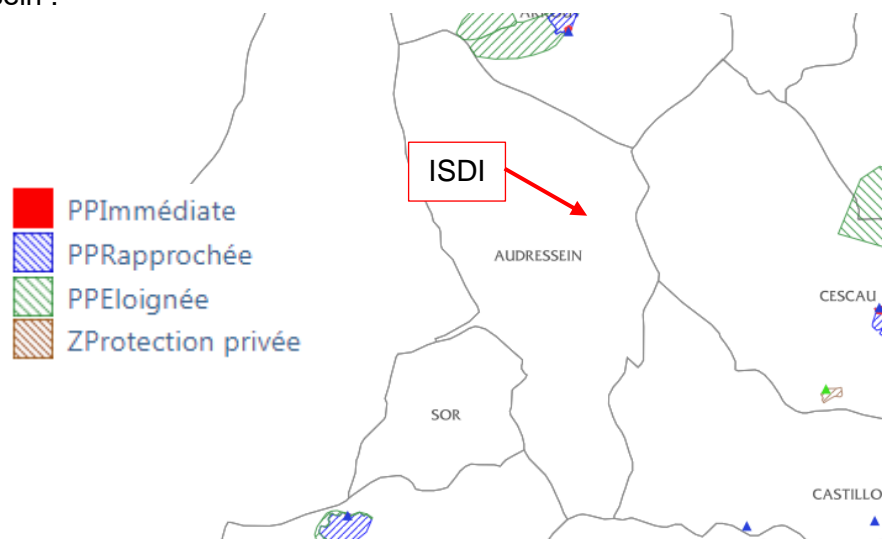 ISDI
PPImmédiate
PPRapprochée
PPEloignée
ZProtection privée
AUDRESSEIN
CESCAU
SOR
CASTILLO